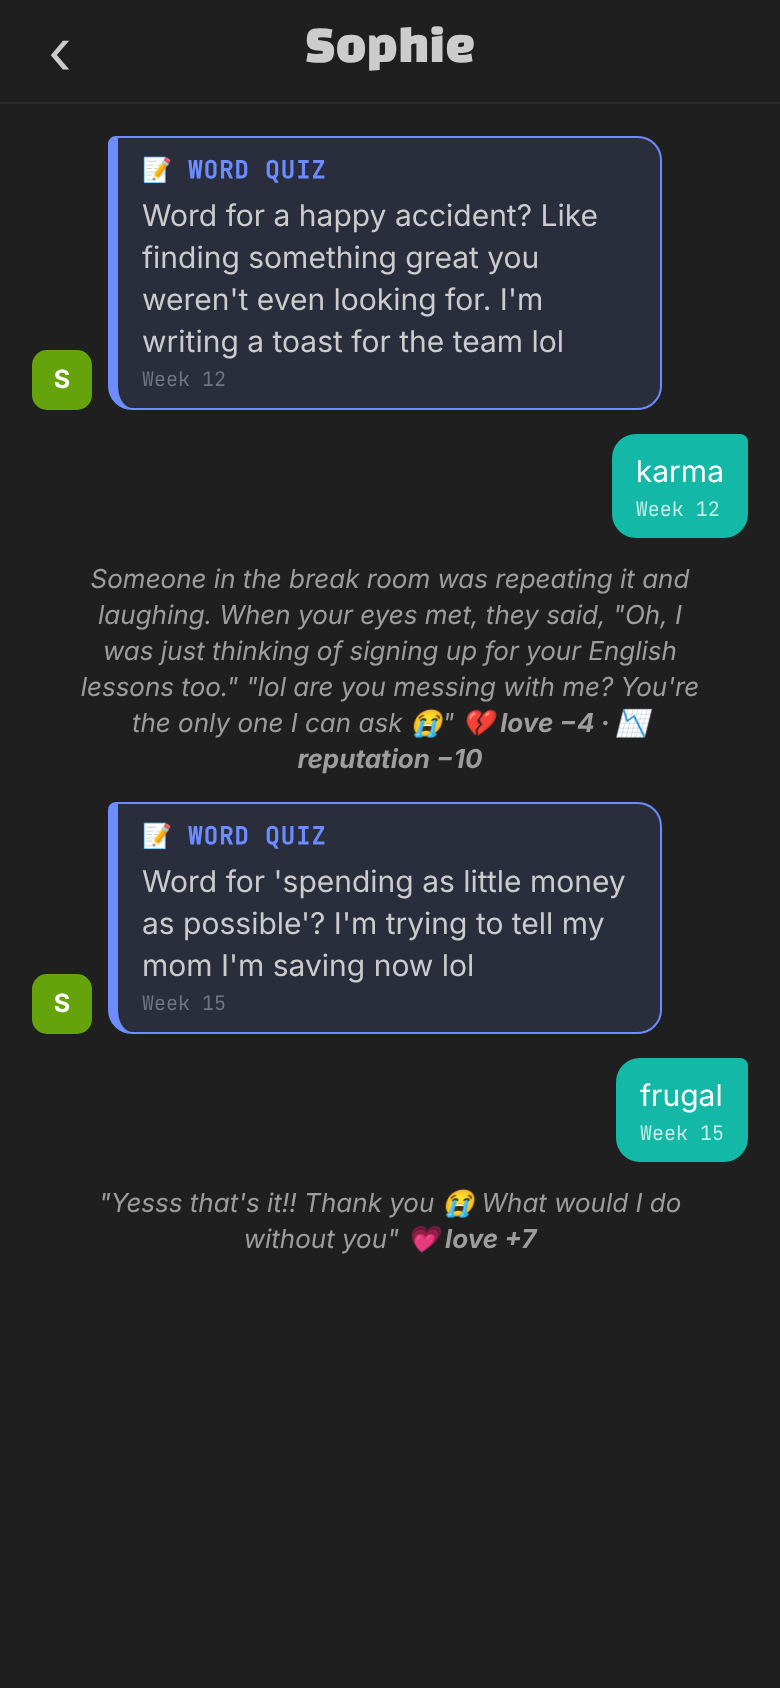 ‹
Sophie
📝 WORD QUIZ
Word for a happy accident? Like
finding something great you
weren't even looking for. I'm
writing a toast for the team lol
Week 12
S
karma
Week 12
Someone in the break room was repeating it and
laughing. When your eyes met, they said, "Oh, I
was just thinking of signing up for your English
lessons too." "lol are you messing with me? You're
the only one I can ask 😭" 💔 love −4 · 📉
reputation −10
📝 WORD QUIZ
Word for 'spending as little money
as possible'? I'm trying to tell my
mom I'm saving now lol
Week 15
S
frugal
Week 15
"Yesss that's it!! Thank you 😭 What would I do
without you" 💗 love +7